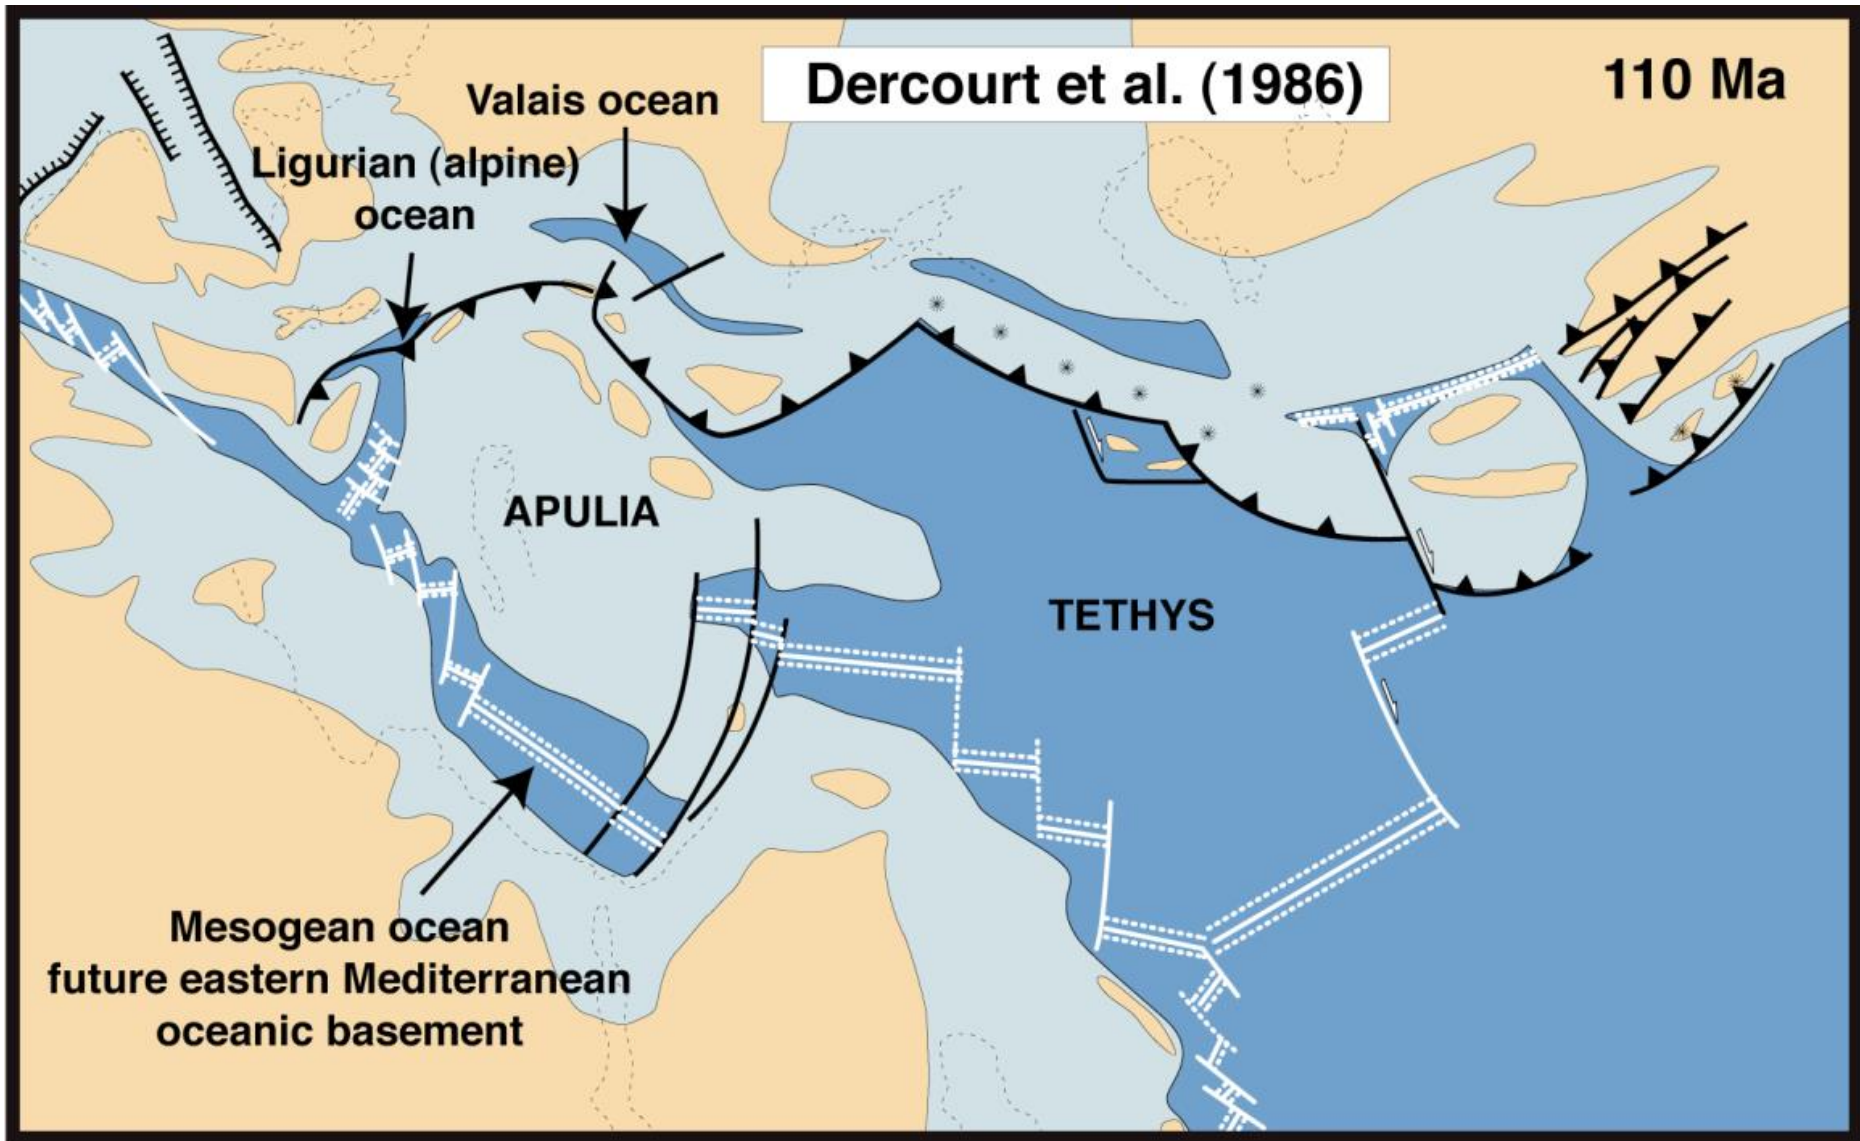 Dercourt et al. (1986)
110 Ma
Valais ocean
Ligurian (alpine)
ocean
APULIA
TETHYS
Mesogean ocean
future eastern Mediterranean
oceanic basement